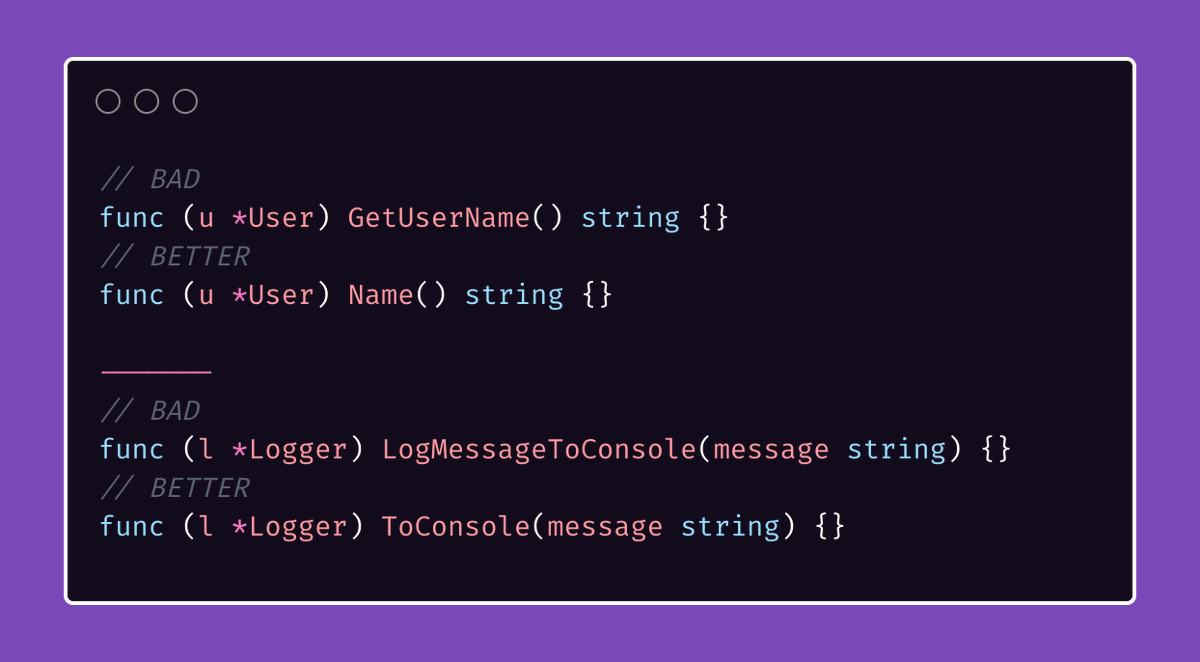 // BAD
func (u *User) GetUserName() string {}
// BETTER
func (u *User) Name() string {}
_______
// BAD
func (l *Logger) LogMessageToConsole(message string) {}
// BETTER
func (l *Logger) ToConsole(message string) {}